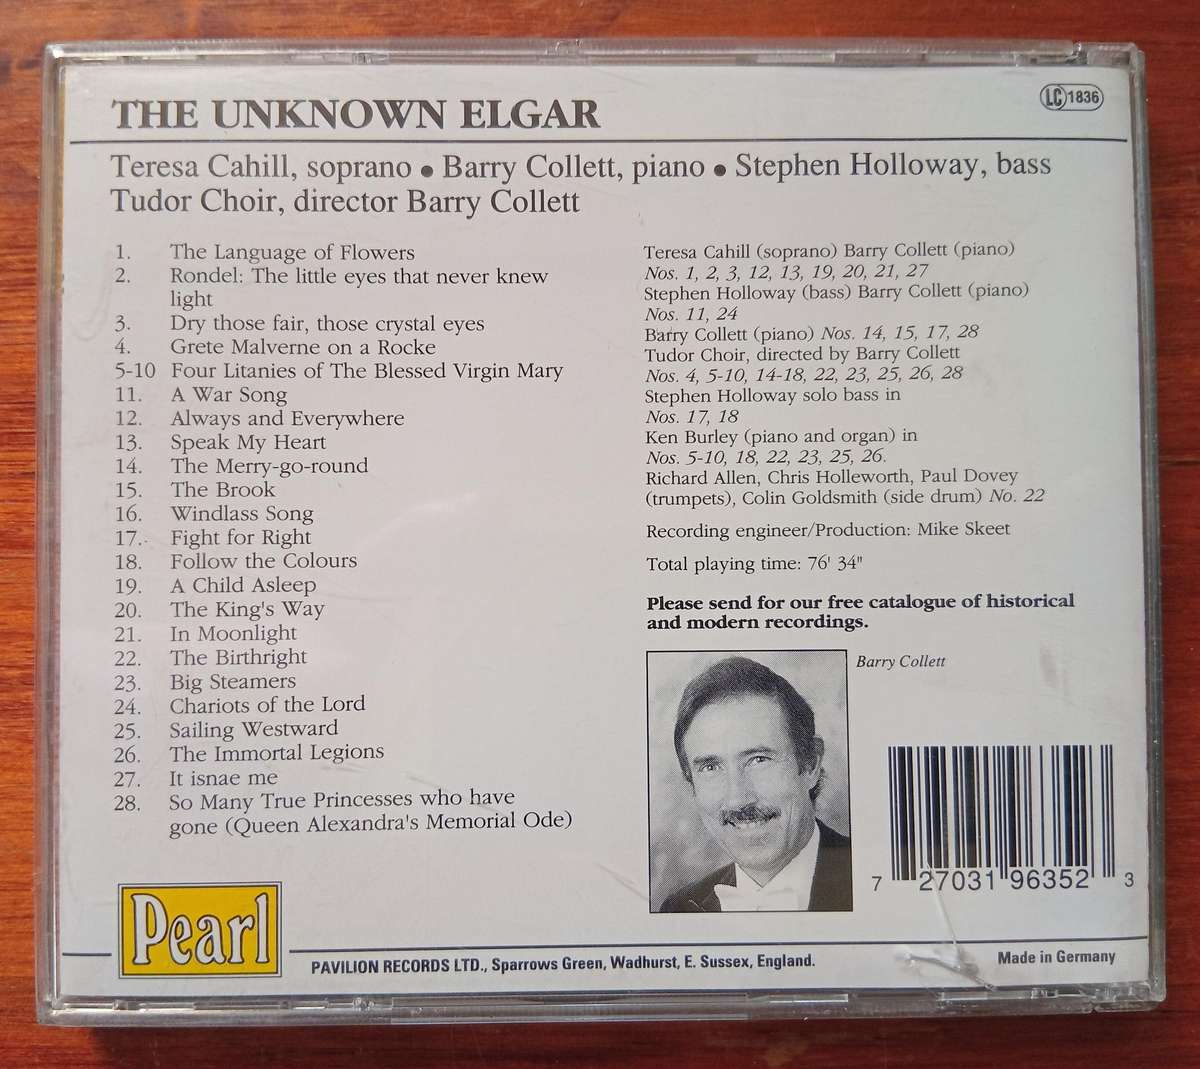 THE UNKNOWN ELGAR
LC 1836
Teresa Cahill, soprano ● Barry Collett, piano ● Stephen Holloway, bass
Tudor Choir, director Barry Collett
1. The Language of Flowers
2. Rondel: The little eyes that never knew
light
3. Dry those fair, those crystal eyes
4. Grete Malverne on a Rocke
5-10 Four Litanies of The Blessed Virgin Mary
11. A War Song
12. Always and Everywhere
13. Speak My Heart
14. The Merry-go-round
15. The Brook
16. Windlass Song
17. Fight for Right
18. Follow the Colours
19. A Child Asleep
20. The King's Way
21. In Moonlight
22. The Birthright
23. Big Steamers
24. Chariots of the Lord
25. Sailing Westward
26. The Immortal Legions
27. It isnae me
28. So Many True Princesses who have
gone (Queen Alexandra's Memorial Ode)
Teresa Cahill (soprano) Barry Collett (piano)
Nos. 1, 2, 3, 12, 13, 19, 20, 21, 27
Stephen Holloway (bass) Barry Collett (piano)
Nos. 11, 24
Barry Collett (piano) Nos. 14, 15, 17, 28
Tudor Choir, directed by Barry Collett
Nos. 4, 5-10, 14-18, 22, 23, 25, 26, 28
Stephen Holloway solo bass in
Nos. 17, 18
Ken Burley (piano and organ) in
Nos. 5-10, 18, 22, 23, 25, 26.
Richard Allen, Chris Holleworth, Paul Dovey
(trumpets), Colin Goldsmith (side drum) No. 22
Recording engineer/Production: Mike Skeet
Total playing time: 76' 34"
Please send for our free catalogue of historical
and modern recordings.
Barry Collett
7 27031 96352 3
Pearl
PAVILION RECORDS LTD., Sparrows Green, Wadhurst, E. Sussex, England.
Made in Germany